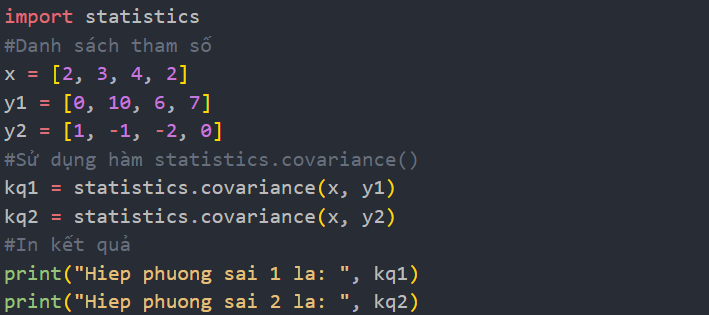 import statistics
#Danh sách tham số
x = [2, 3, 4, 2]
y1 = [0, 10, 6, 7]
y2 = [1, -1, -2, 0]
#Sử dụng hàm statistics.covariance()
kq1 = statistics.covariance(x, y1)
kq2 = statistics.covariance(x, y2)
#In kết quả
print("Hiep phuong sai 1 la: ", kq1)
print("Hiep phuong sai 2 la: ", kq2)